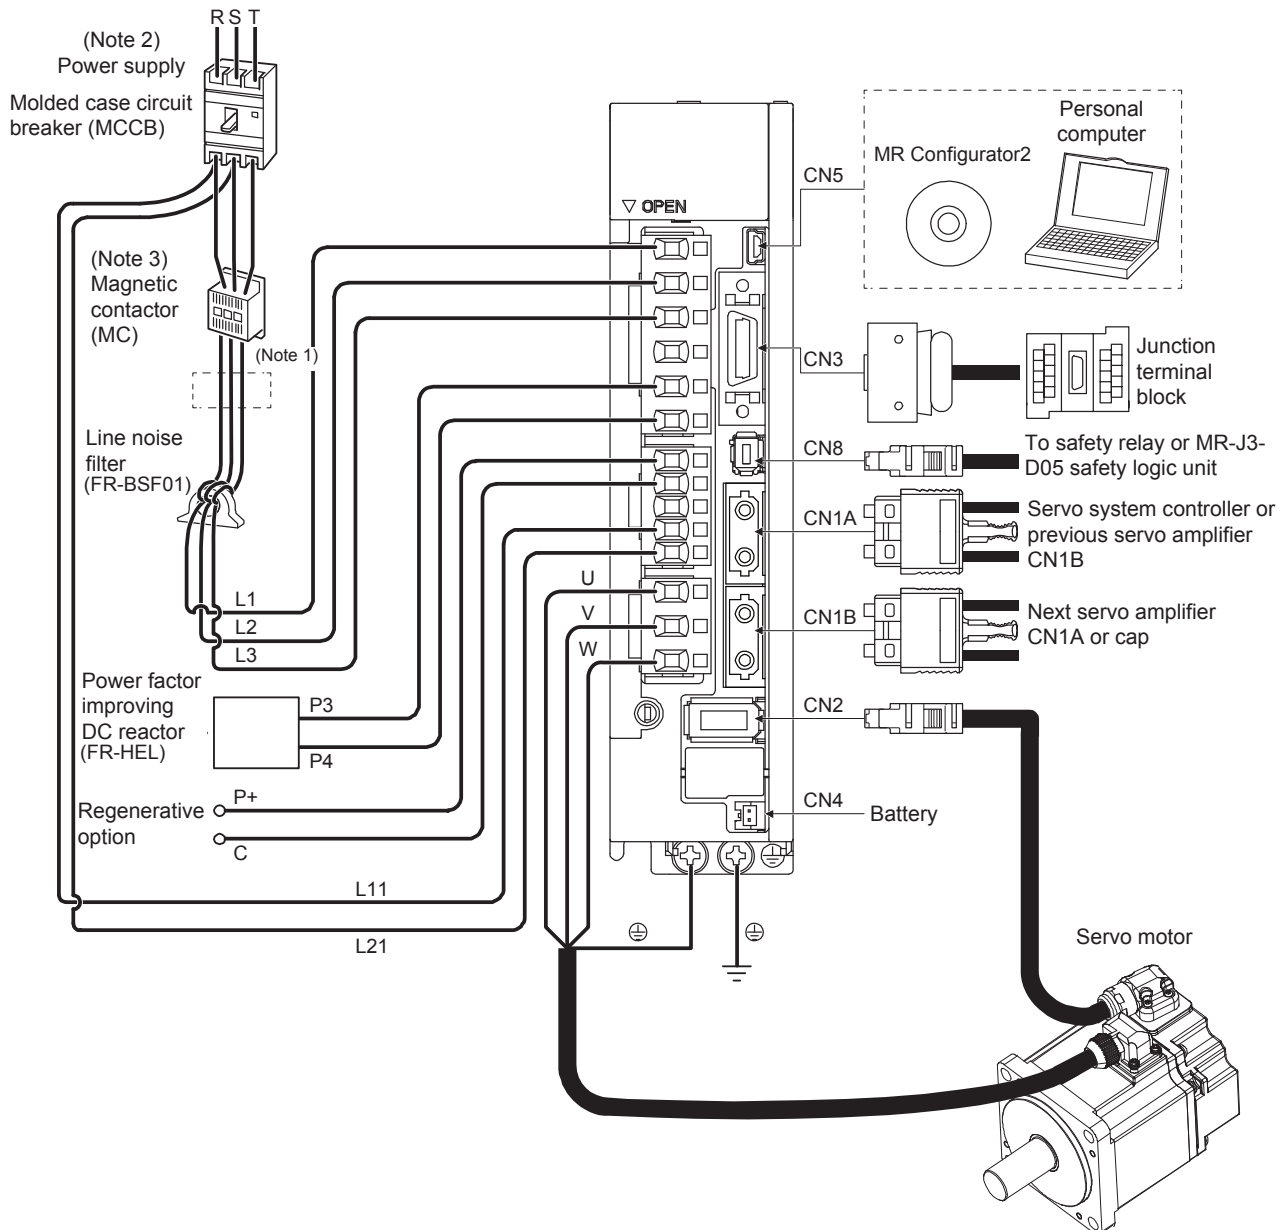 R S T
(Note 2)
Power supply
Molded case circuit
breaker (MCCB)
(Note 3)
Magnetic
contactor
(MC)
(Note 1)
Line noise
filter
(FR-BSF01)
L1
L2
L3
Power factor
improving
DC reactor
(FR-HEL)
P3
P4
Regenerative
option
P+
C
L11
L21
▽ OPEN
U
V
W
CN5
MR Configurator2
Personal
computer
CN3
Junction
terminal
block
CN8
To safety relay or MR-J3-
D05 safety logic unit
CN1A
Servo system controller or
previous servo amplifier
CN1B
CN1B
Next servo amplifier
CN1A or cap
CN2
CN4
Battery
Servo motor